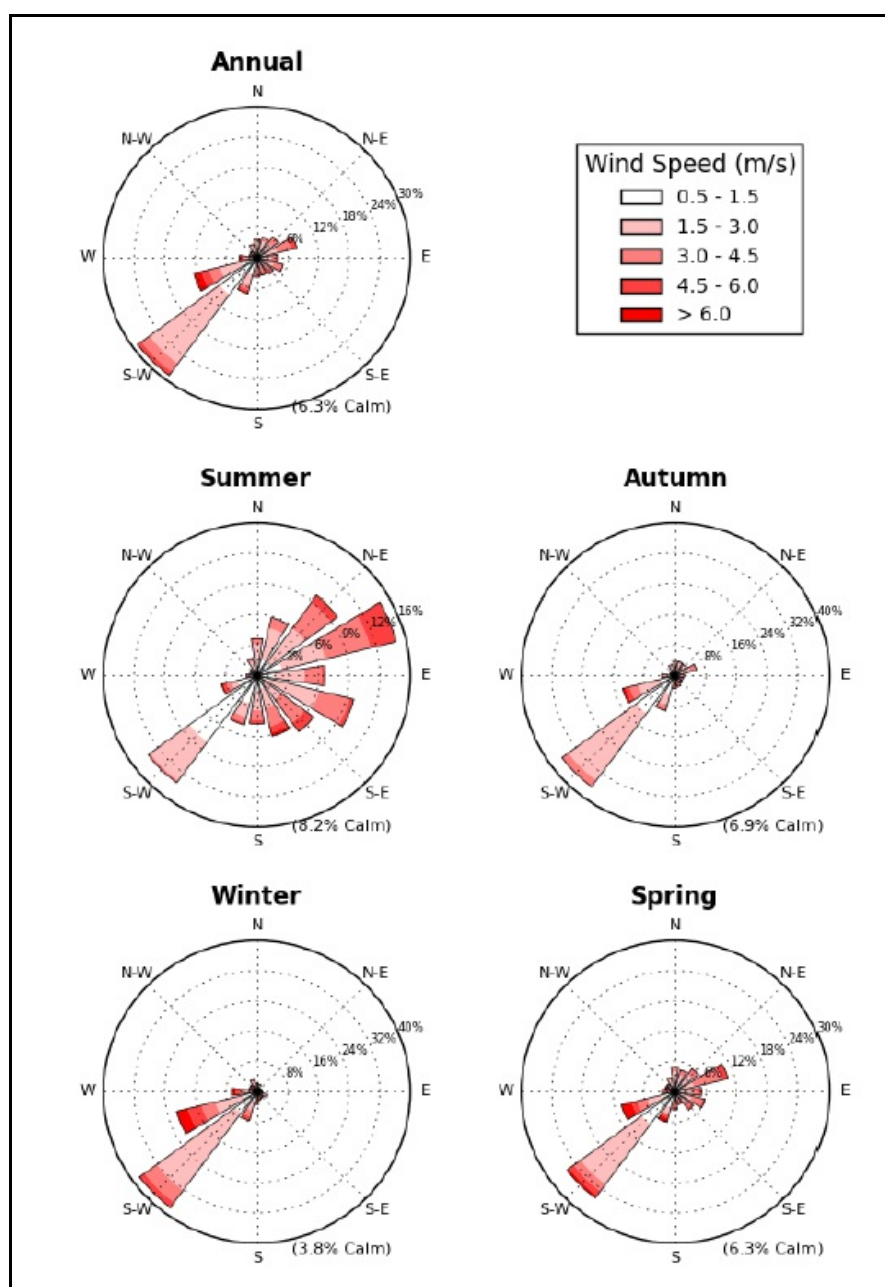 Annual
N
N-W
N-E
30%
24%
18%
12%
6%
W
E
S-W
S-E
(6.3% Calm)
S
Wind Speed (m/s)
0.5 - 1.5
1.5 - 3.0
3.0 - 4.5
4.5 - 6.0
> 6.0
Summer
N
N-W
N-E
16%
12%
9%
6%
3%
W
E
S-W
S-E
(8.2% Calm)
S
Autumn
N
N-W
N-E
40%
32%
24%
16%
8%
W
E
S-W
S-E
(6.9% Calm)
S
Winter
N
N-W
N-E
40%
32%
24%
16%
8%
W
E
S-W
S-E
(3.8% Calm)
S
Spring
N
N-W
N-E
30%
24%
18%
12%
6%
W
E
S-W
S-E
(6.3% Calm)
S